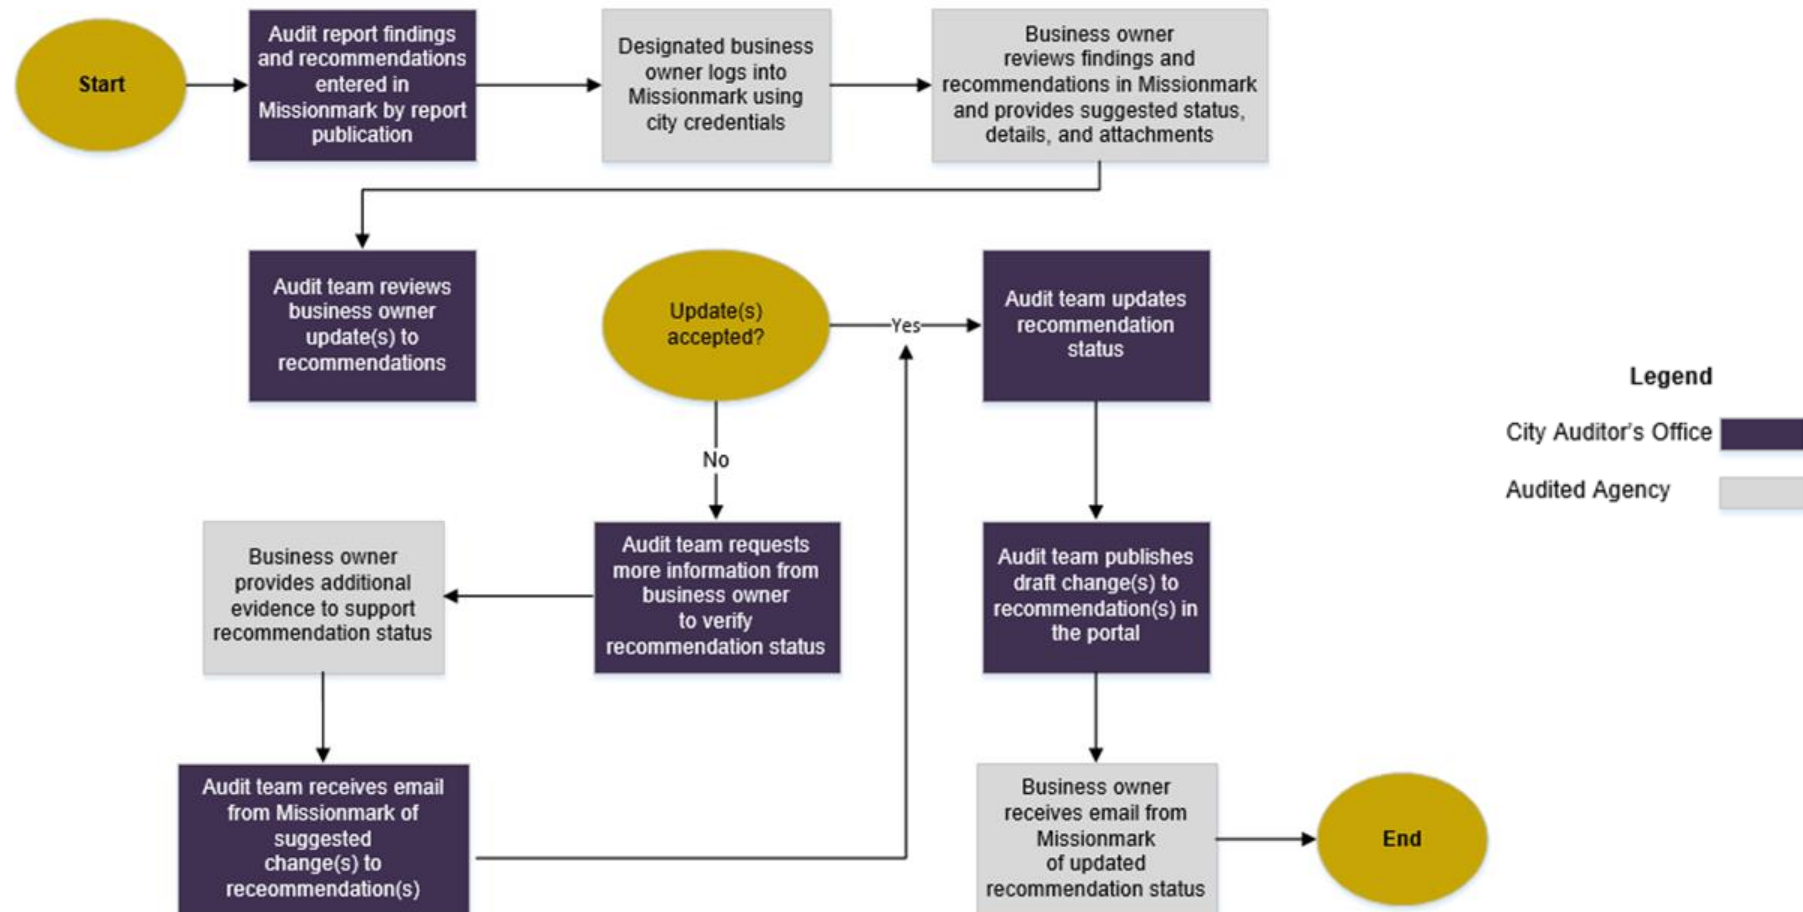 Start
Audit report findings
and recommendations
entered in
Missionmark by report
publication
Designated business
owner logs into
Missionmark using
city credentials
Business owner
reviews findings and
recommendations in Missionmark
and provides suggested status,
details, and attachments
Audit team reviews
business owner
update(s) to
recommendations
Update(s)
accepted?
Yes
Audit team updates
recommendation
status
Legend
City Auditor's Office
Audited Agency
No
Business owner
provides additional
evidence to support
recommendation status
Audit team requests
more information from
business owner
to verify
recommendation status
Audit team publishes
draft change(s) to
recommendation(s) in
the portal
Audit team receives email
from Missionmark of
suggested
change(s) to
receommendation(s)
Business owner
receives email from
Missionmark
of updated
recommendation status
End